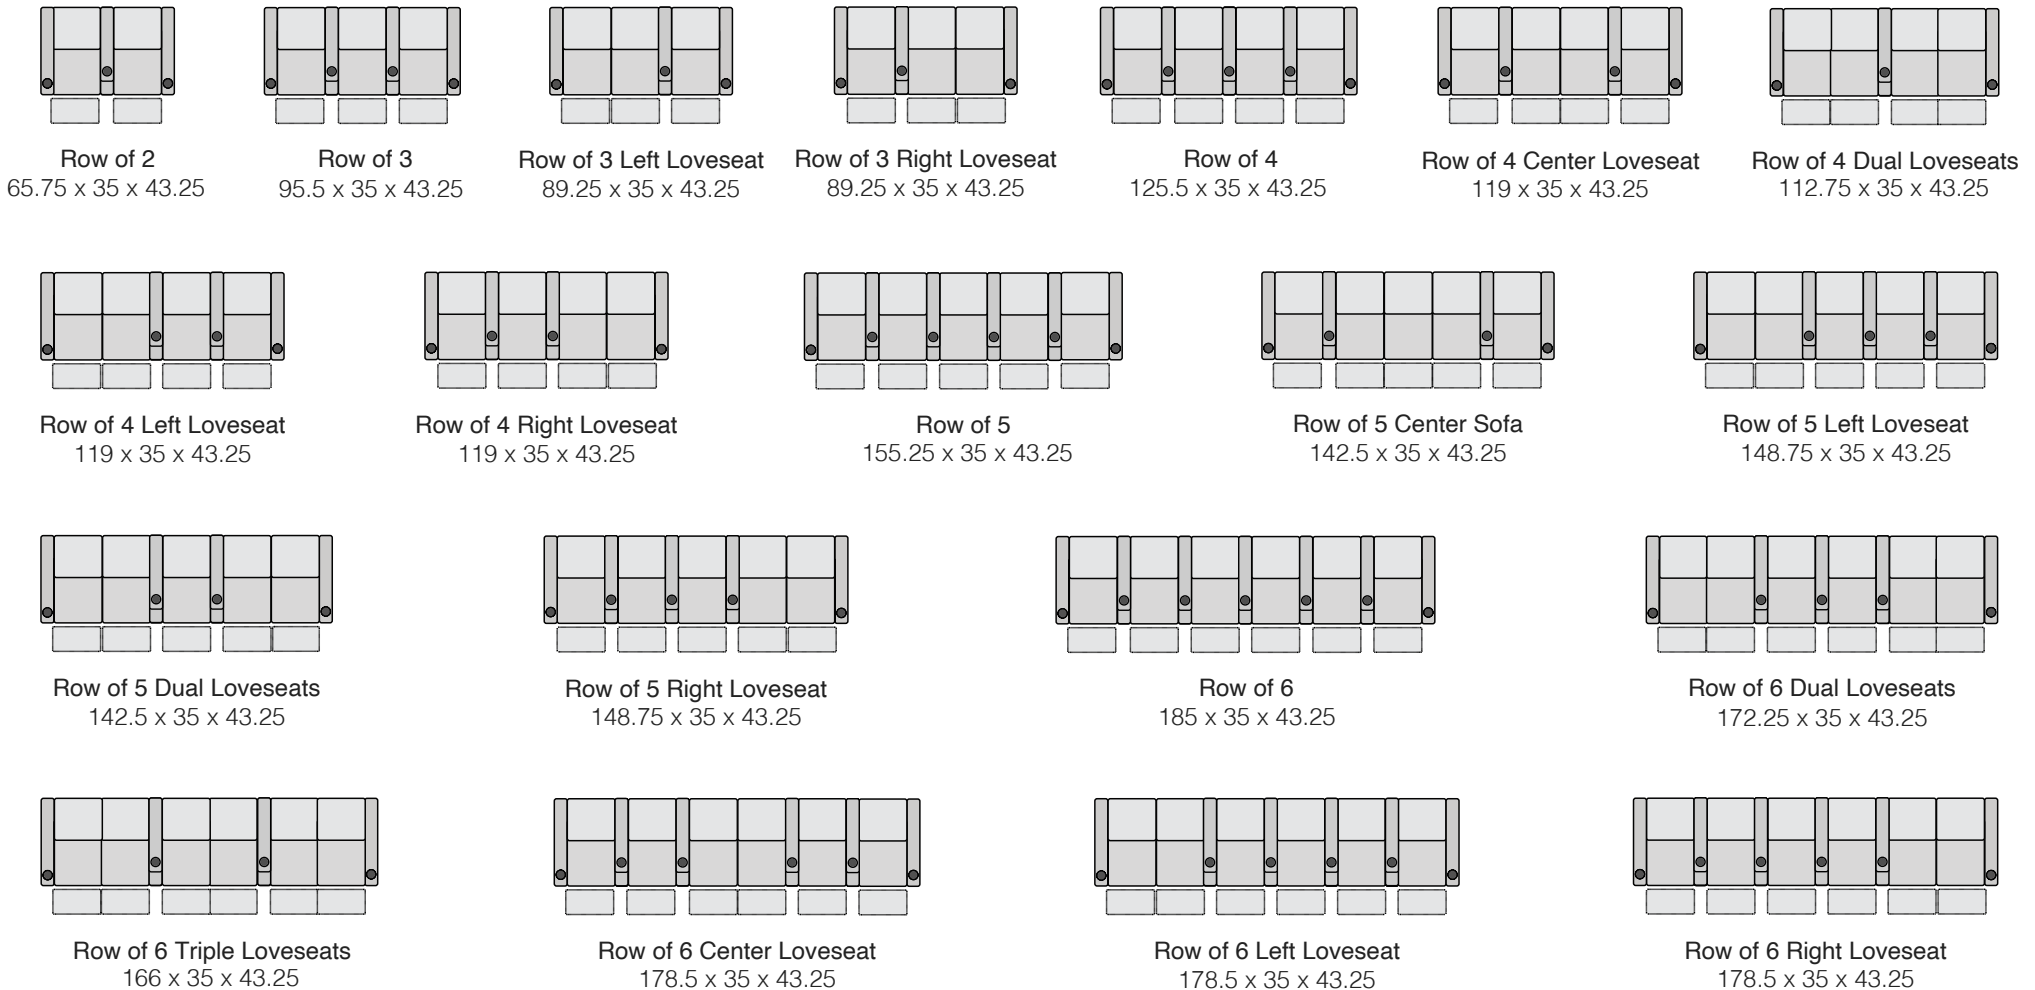 Row of 2
65.75 x 35 x 43.25
Row of 3
95.5 x 35 x 43.25
Row of 3 Left Loveseat
89.25 x 35 x 43.25
Row of 3 Right Loveseat
89.25 x 35 x 43.25
Row of 4
125.5 x 35 x 43.25
Row of 4 Center Loveseat
119 x 35 x 43.25
Row of 4 Dual Loveseats
112.75 x 35 x 43.25
Row of 4 Left Loveseat
119 x 35 x 43.25
Row of 4 Right Loveseat
119 x 35 x 43.25
Row of 5
155.25 x 35 x 43.25
Row of 5 Center Sofa
142.5 x 35 x 43.25
Row of 5 Left Loveseat
148.75 x 35 x 43.25
Row of 5 Dual Loveseats
142.5 x 35 x 43.25
Row of 5 Right Loveseat
148.75 x 35 x 43.25
Row of 6
185 x 35 x 43.25
Row of 6 Dual Loveseats
172.25 x 35 x 43.25
Row of 6 Triple Loveseats
166 x 35 x 43.25
Row of 6 Center Loveseat
178.5 x 35 x 43.25
Row of 6 Left Loveseat
178.5 x 35 x 43.25
Row of 6 Right Loveseat
178.5 x 35 x 43.25